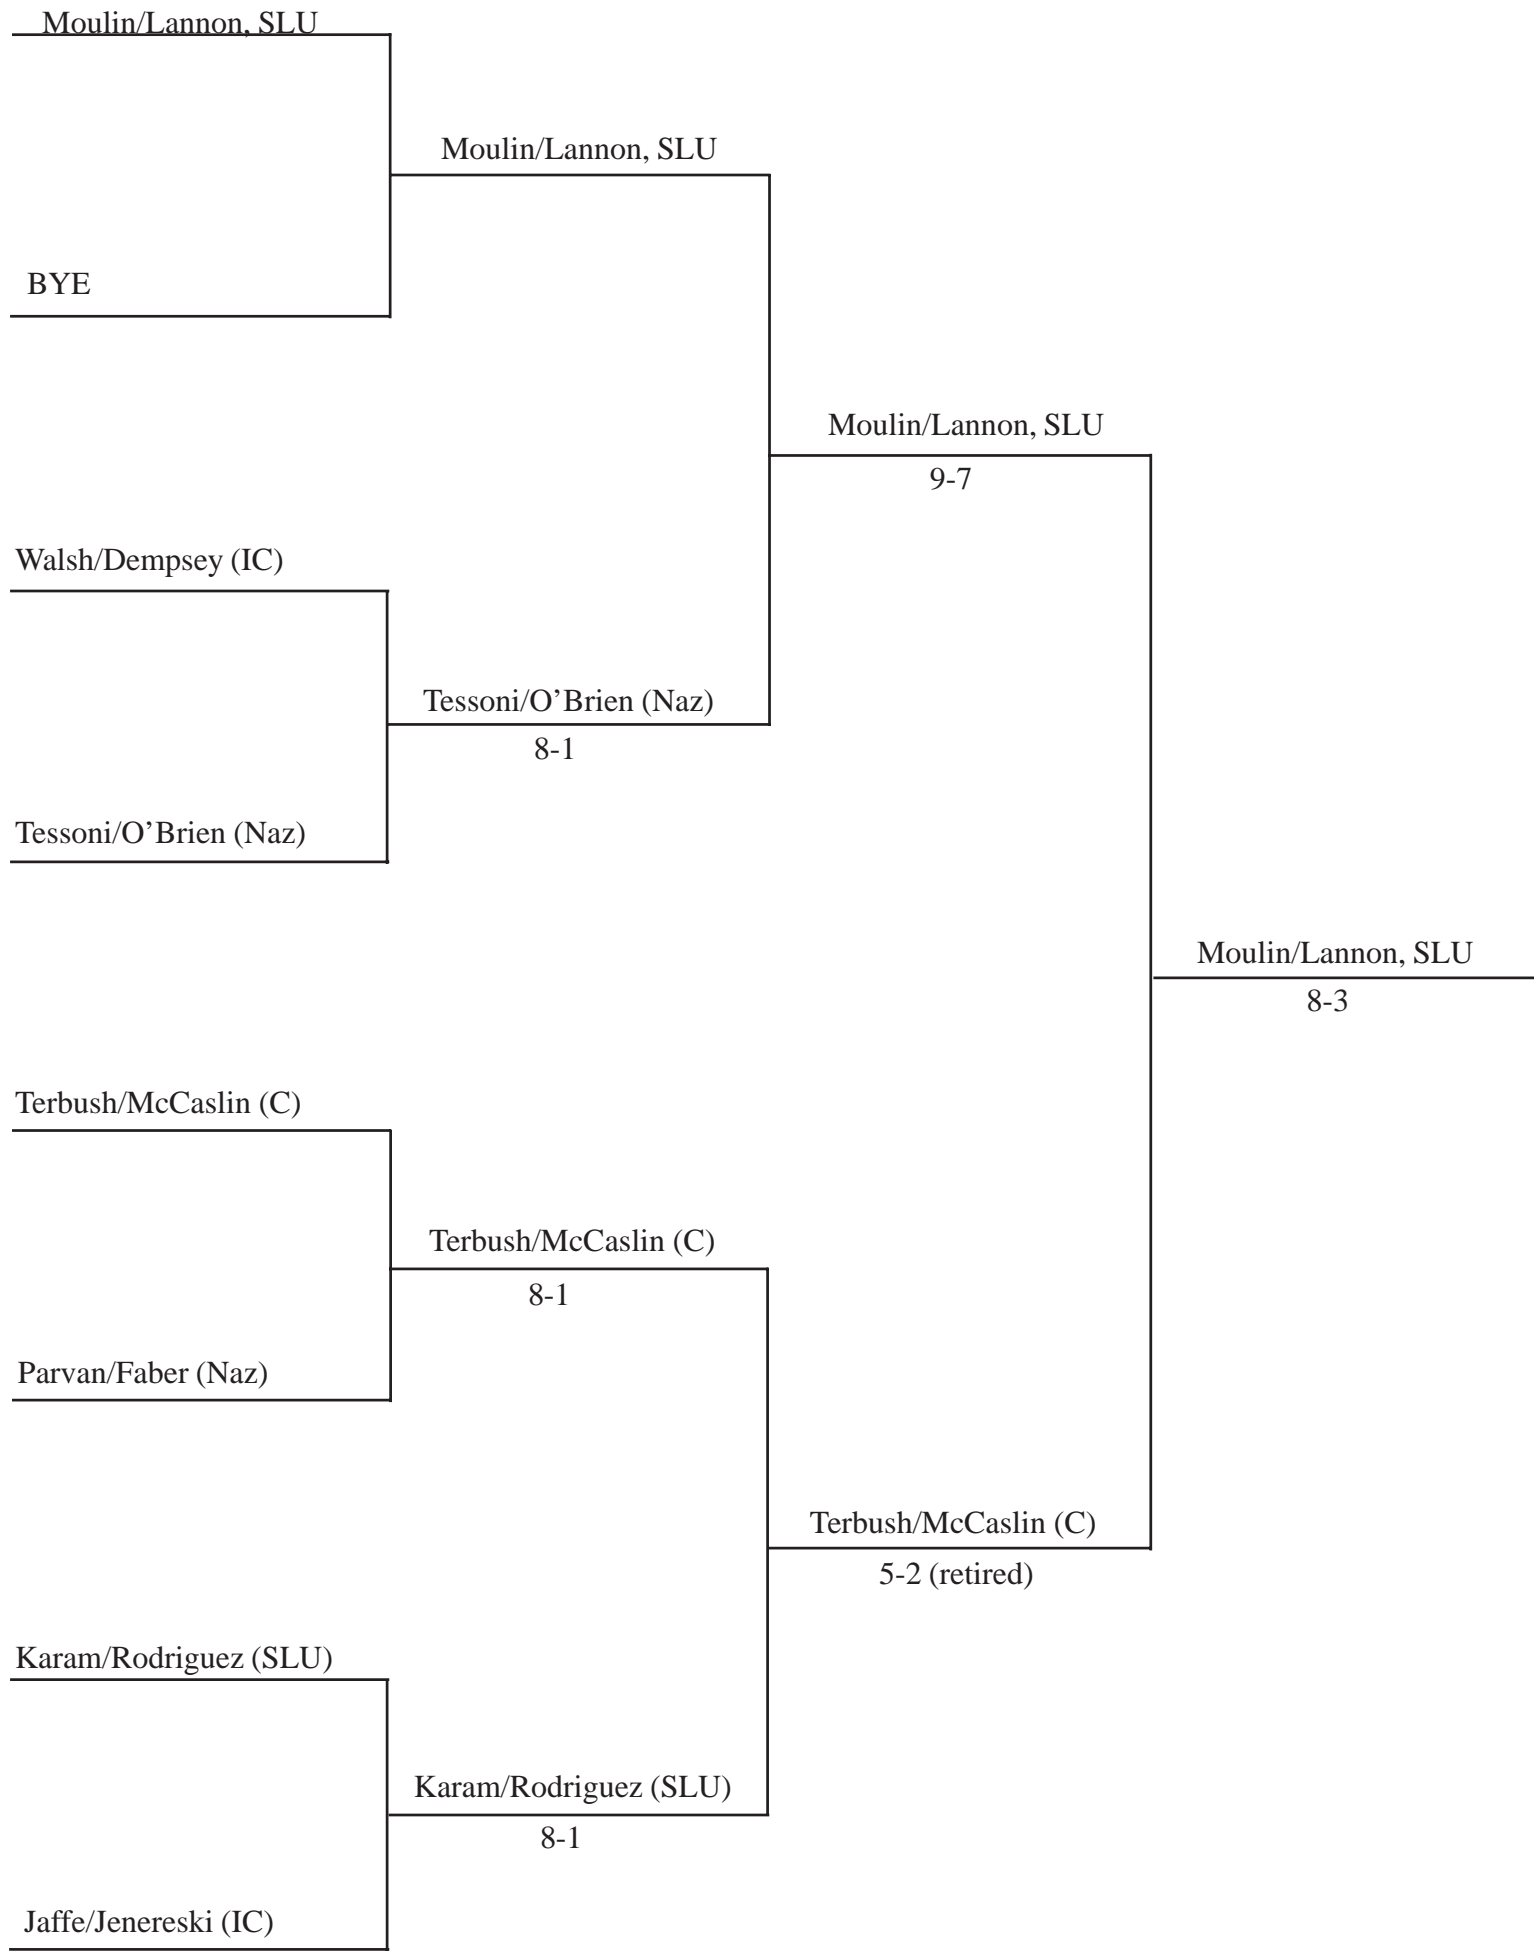 Moulin/Lannon, SLU
Moulin/Lannon, SLU
BYE
Moulin/Lannon, SLU
9-7
Walsh/Dempsey (IC)
Tessoni/O’Brien (Naz)
8-1
Tessoni/O’Brien (Naz)
Moulin/Lannon, SLU
8-3
Terbush/McCaslin (C)
Terbush/McCaslin (C)
8-1
Parvan/Faber (Naz)
Terbush/McCaslin (C)
5-2 (retired)
Karam/Rodriguez (SLU)
Karam/Rodriguez (SLU)
8-1
Jaffe/Jenereski (IC)